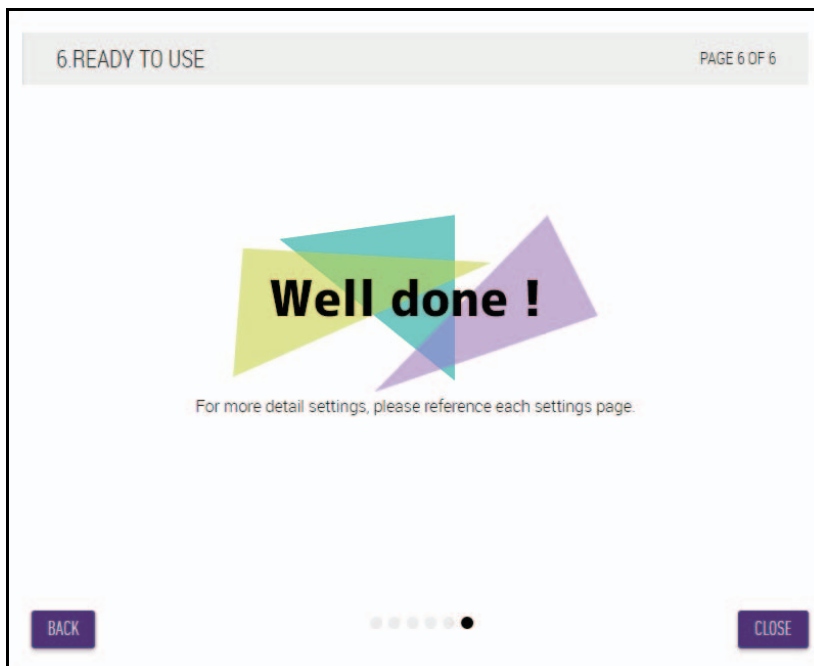 6.READY TO USE
PAGE 6 OF 6
Well done !
For more detail settings, please reference each settings page.
BACK
CLOSE